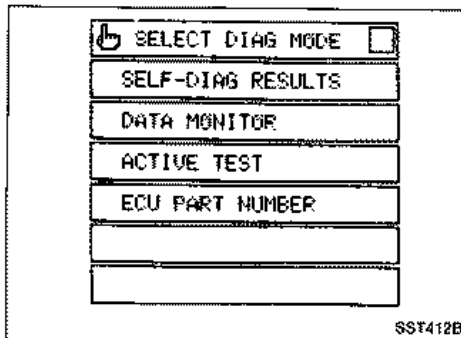 SELECT DIAG MODE
SELF-DIAG RESULTS
DATA MONITOR
ACTIVE TEST
ECU PART NUMBER
SST412B